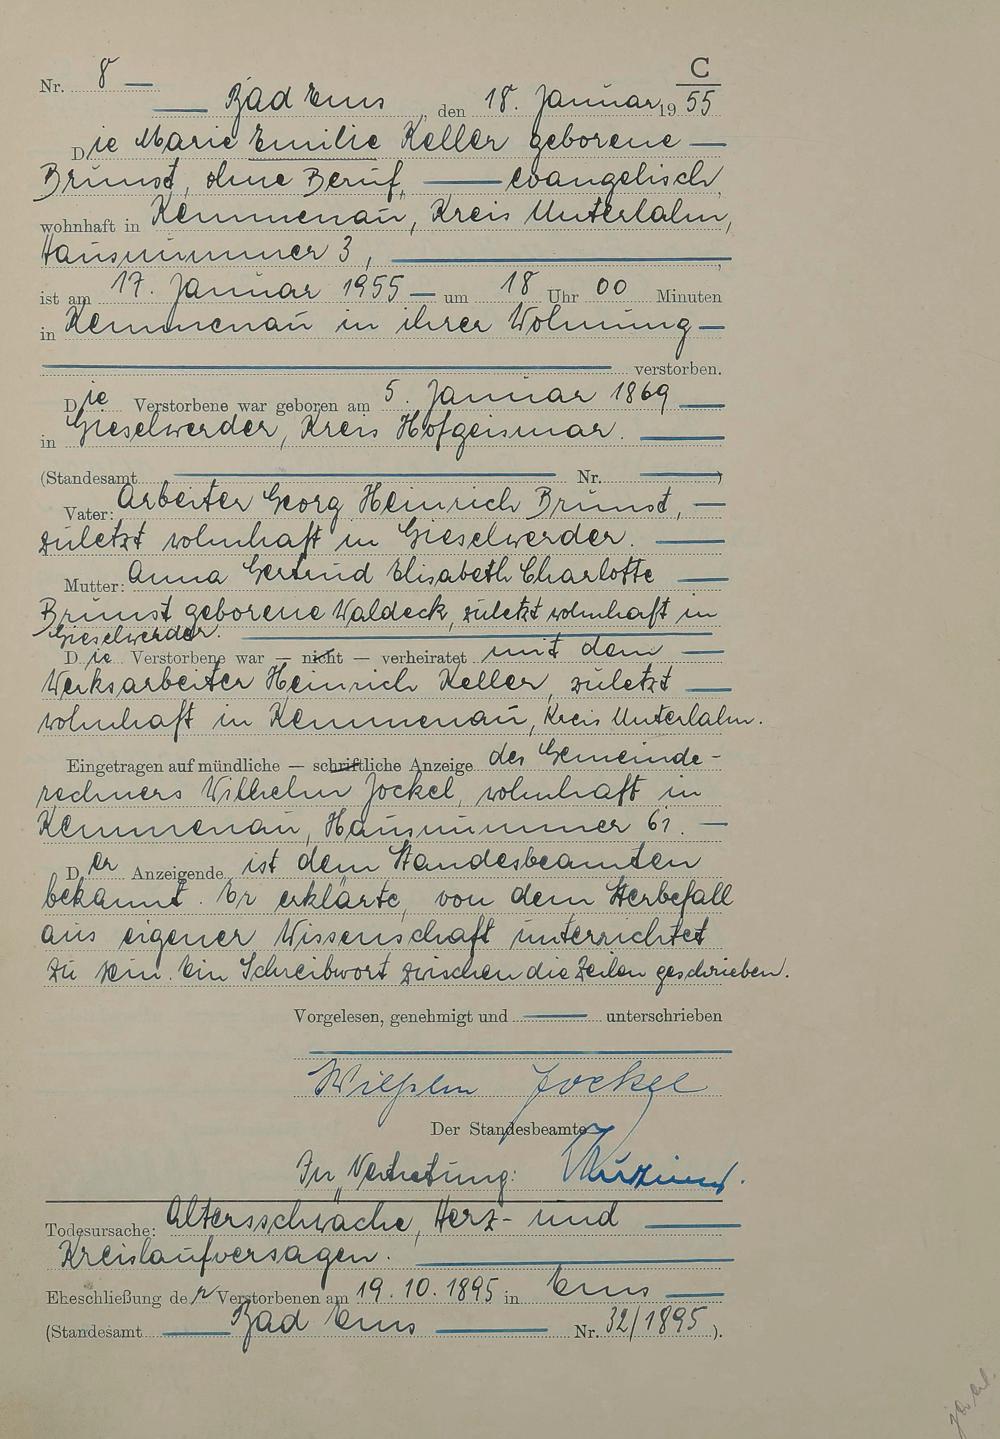 C
Nr. 8 —
— Bad Ems, den 18. Januar 1955
Die Marie Emilie Keller geborene —
Brunst, ohne Beruf, — evangelisch,
wohnhaft in Kemmenau, Kreis Unterlahn,
Hausnummer 3, —
ist am 17. Januar 1955 — um 18 Uhr 00 Minuten
in Kemmenau in ihrer Wohnung —
— verstorben.
Die Verstorbene war geboren am 5. Januar 1869 —
in Gieselwerder, Kreis Hofgeismar. —
(Standesamt — Nr. —)
Vater: Arbeiter Georg Heinrich Brunst, —
zuletzt wohnhaft in Gieselwerder. —
Mutter: Anna Gertrud Elisabeth Charlotte —
Brunst geborene Waldeck, zuletzt wohnhaft in
Gieselwerder. —
Die Verstorbene war — nicht — verheiratet mit dem —
Werksarbeiter Heinrich Keller, zuletzt —
wohnhaft in Kemmenau, Kreis Unterlahn.
Eingetragen auf mündliche — schriftliche Anzeige des Gemeinde-
rechners Wilhelm Jockel, wohnhaft in
Kemmenau, Hausnummer 61. —
Der Anzeigende ist dem Standesbeamten
bekannt. Er erklärte, von dem Sterbefall
aus eigener Wissenschaft unterrichtet
zu sein. Ein Schreibwort zwischen die Zeilen geschrieben.
Vorgelesen, genehmigt und — unterschrieben
Wilhelm Jockel
Der Standesbeamte
In Vertretung:
Todesursache: Altersschwäche, Herz- und —
Kreislaufversagen. —
Eheschließung der Verstorbenen am 19.10.1895 in Ems —
(Standesamt — Bad Ems — Nr. 32/1895).